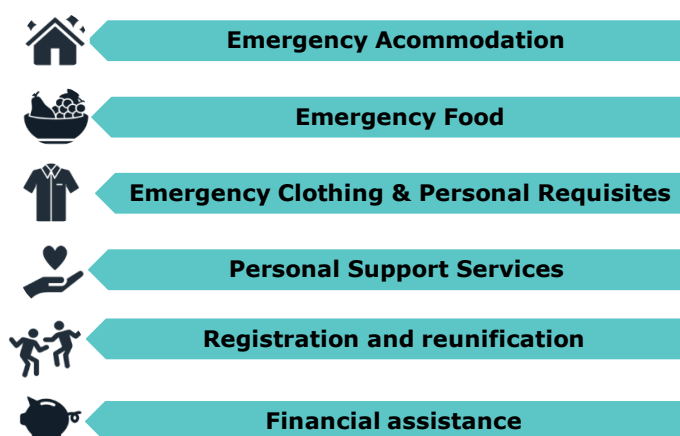 Emergency Acommodation
Emergency Food
Emergency Clothing & Personal Requisites
Personal Support Services
Registration and reunification
Financial assistance